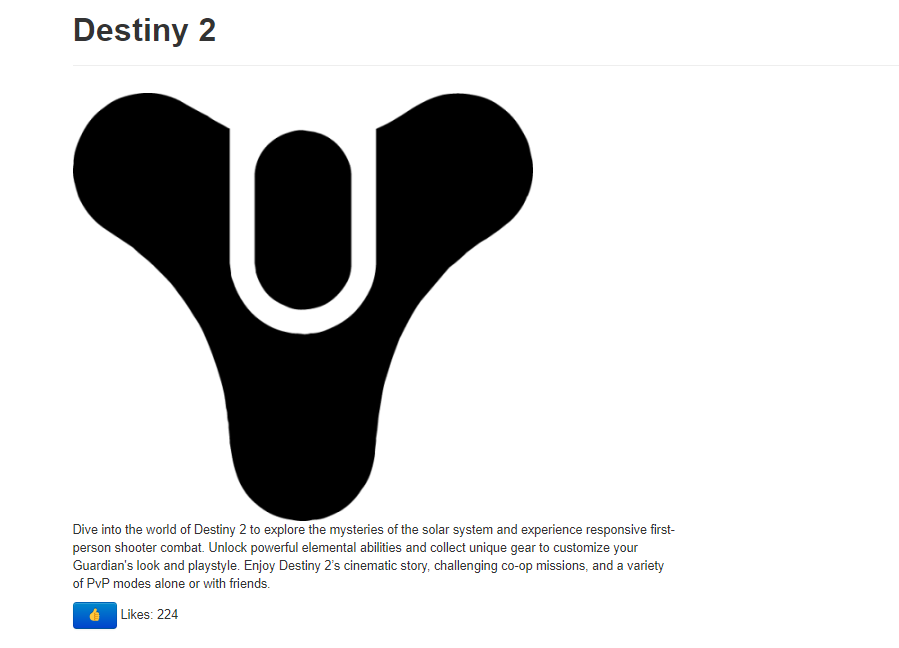 Destiny 2
Dive into the world of Destiny 2 to explore the mysteries of the solar system and experience responsive first-
person shooter combat. Unlock powerful elemental abilities and collect unique gear to customize your
Guardian's look and playstyle. Enjoy Destiny 2's cinematic story, challenging co-op missions, and a variety
of PvP modes alone or with friends.
👍 Likes: 224